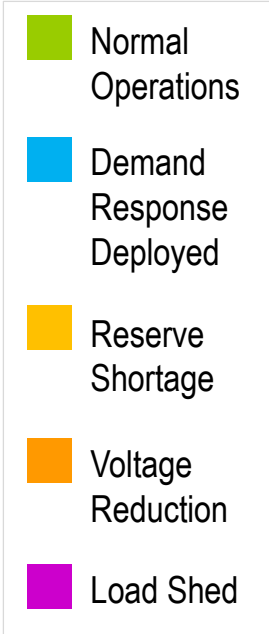 Normal
Operations
Demand
Response
Deployed
Reserve
Shortage
Voltage
Reduction
Load Shed